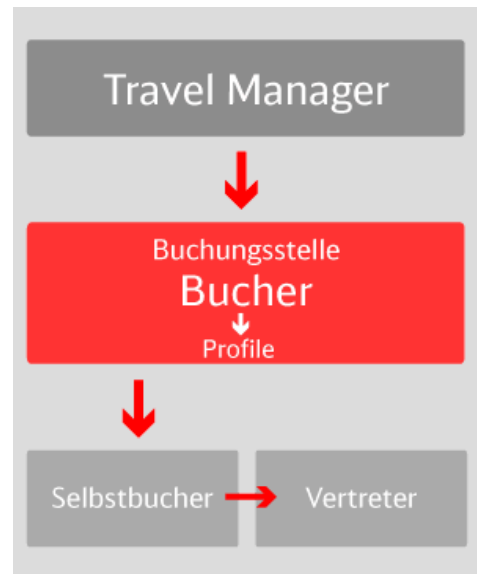 Travel Manager
Buchungsstelle
Bucher
Profile
Selbstbucher
Vertreter